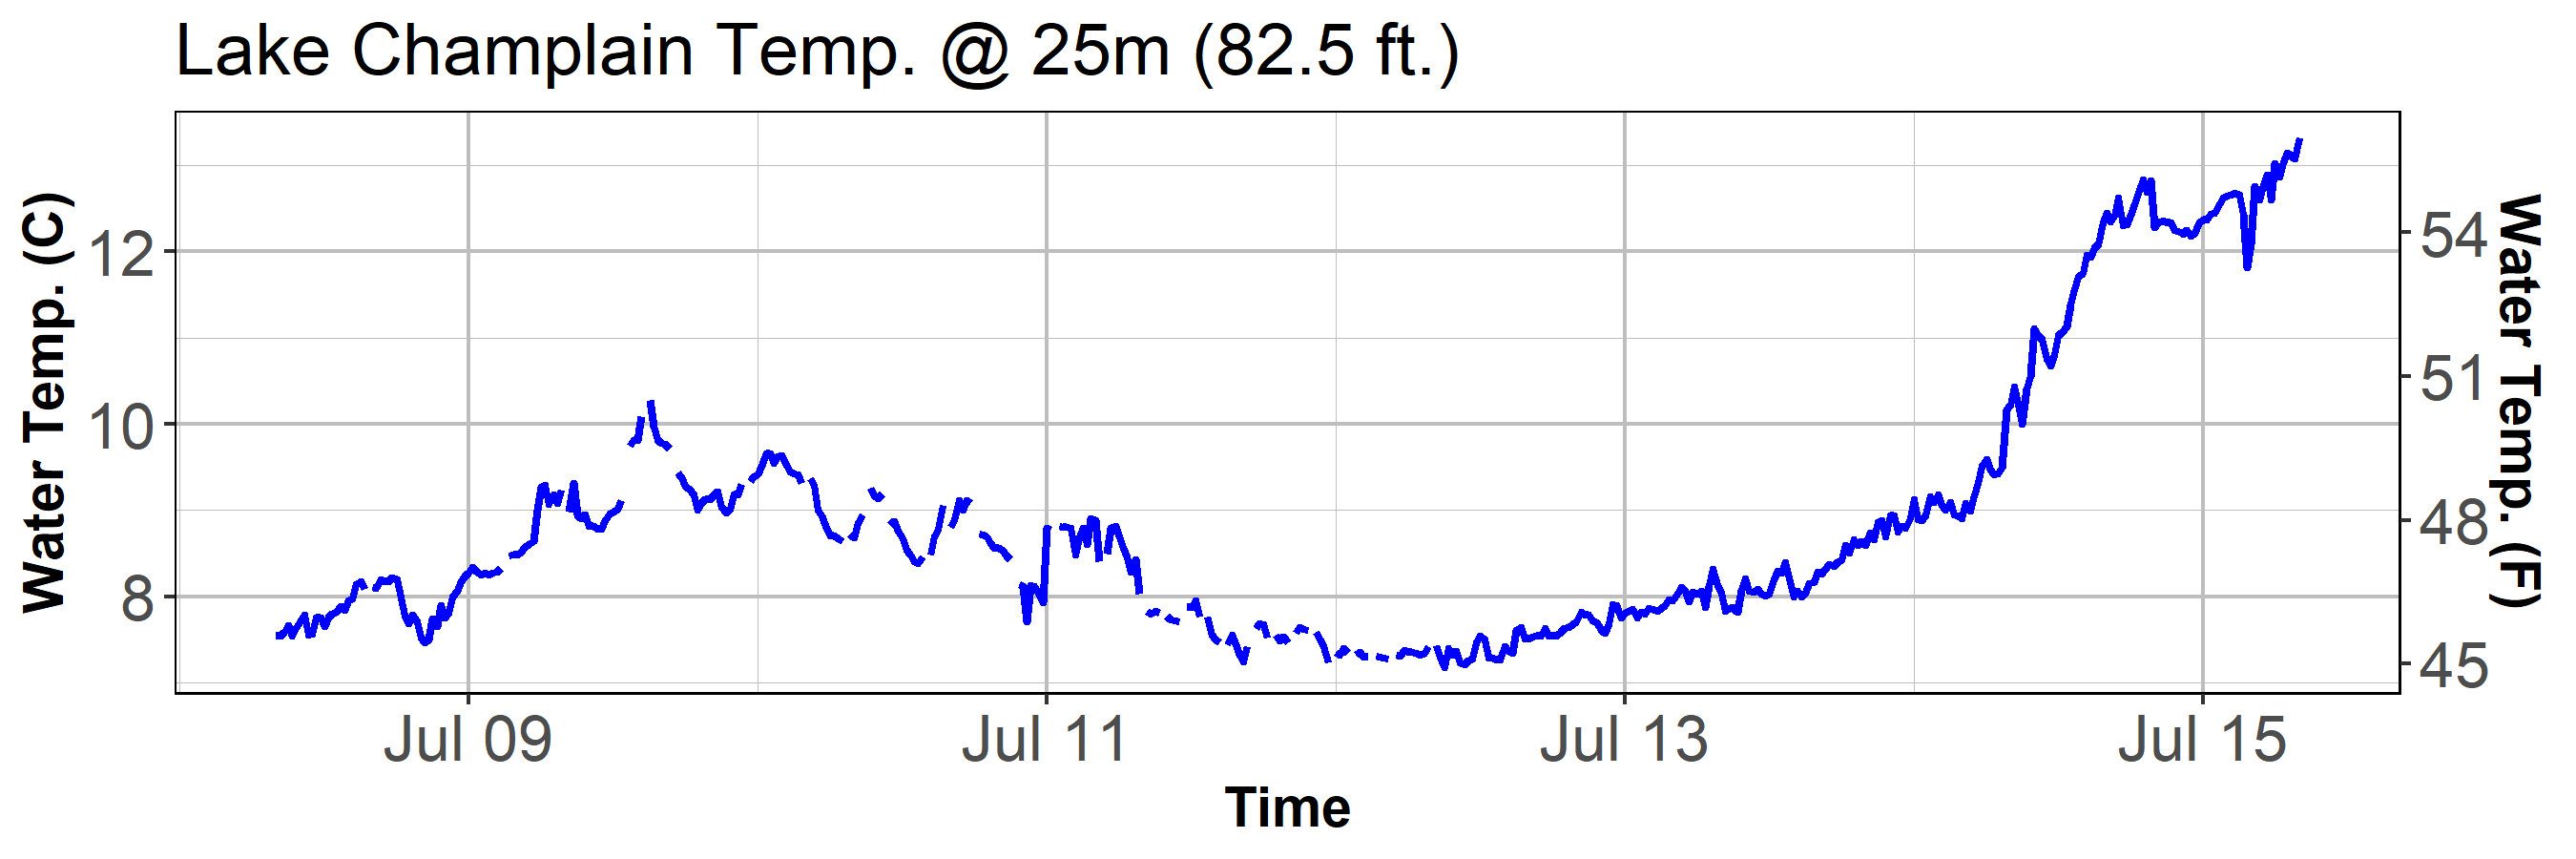 Lake Champlain Temp. @ 25m (82.5 ft.)
Water Temp. (C)
12
10
8
54
51
48
45
Water Temp. (F)
Jul 09
Jul 11
Jul 13
Jul 15
Time